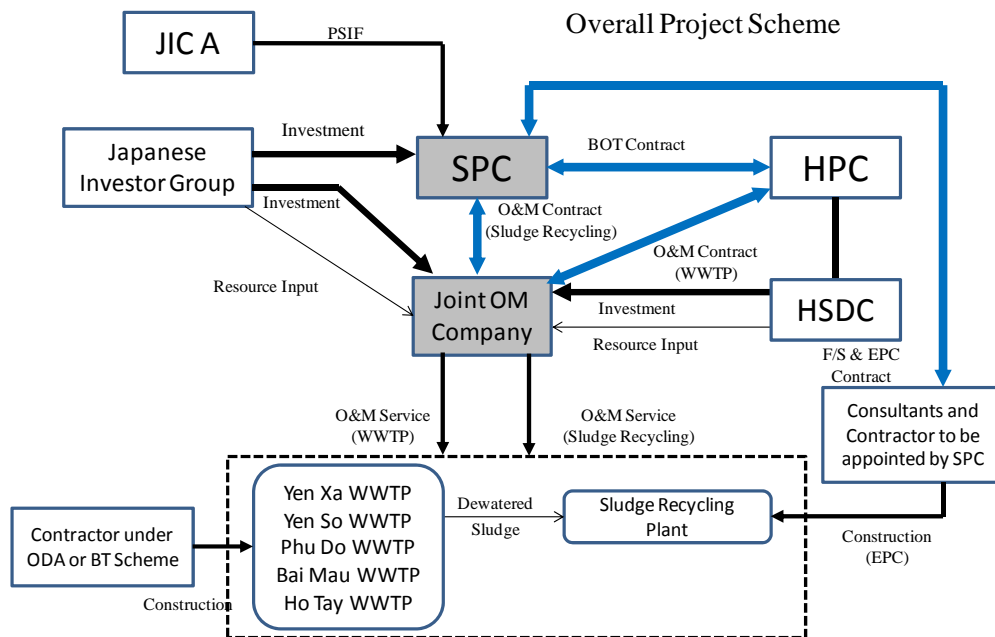 Overall Project Scheme
JIC A
PSIF
Japanese
Investor Group
Investment
Investment
SPC
BOT Contract
HPC
O&M Contract
(Sludge Recycling)
O&M Contract
(WWTP)
Resource Input
Joint OM
Company
Investment
Resource Input
HSDC
F/S & EPC
Contract
O&M Service
(WWTP)
O&M Service
(Sludge Recycling)
Consultants and
Contractor to be
appointed by SPC
Yen Xa WWTP
Yen So WWTP
Phu Do WWTP
Bai Mau WWTP
Ho Tay WWTP
Dewatered
Sludge
Sludge Recycling
Plant
Construction
(EPC)
Contractor under
ODA or BT Scheme
Construction